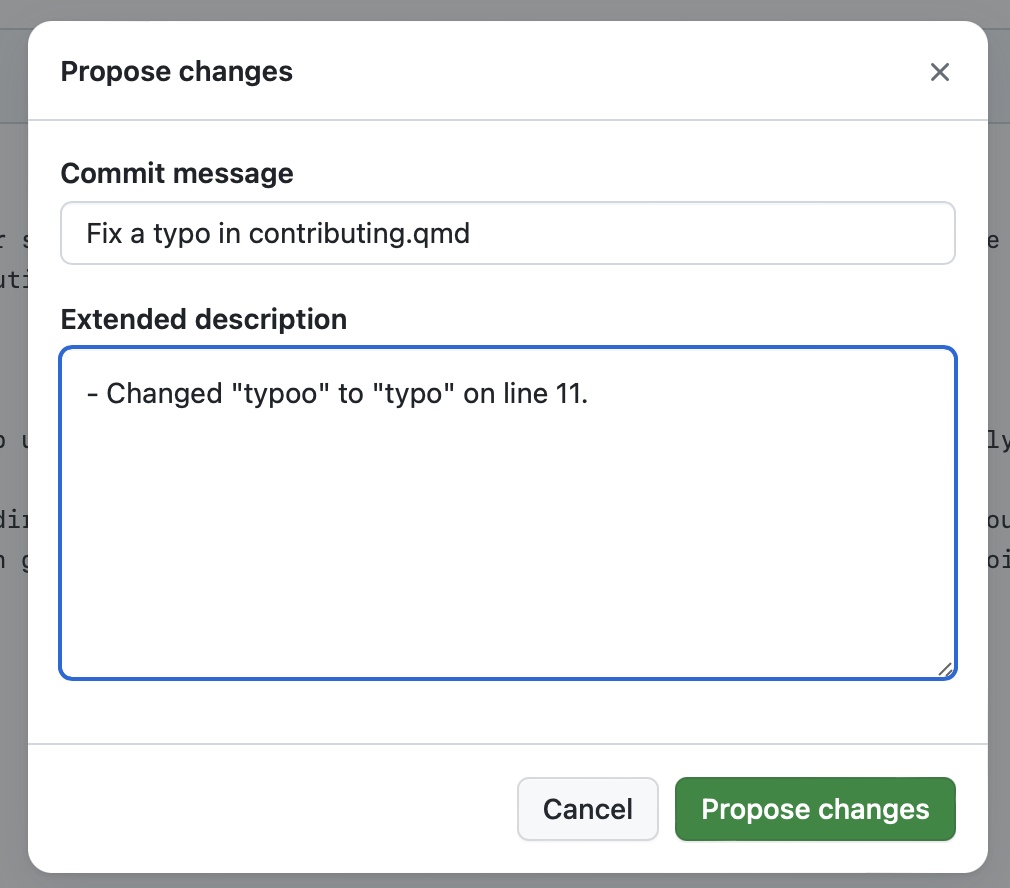 Propose changes
Commit message
Fix a typo in contributing.qmd
Extended description
- Changed "typoo" to "typo" on line 11.
Cancel
Propose changes